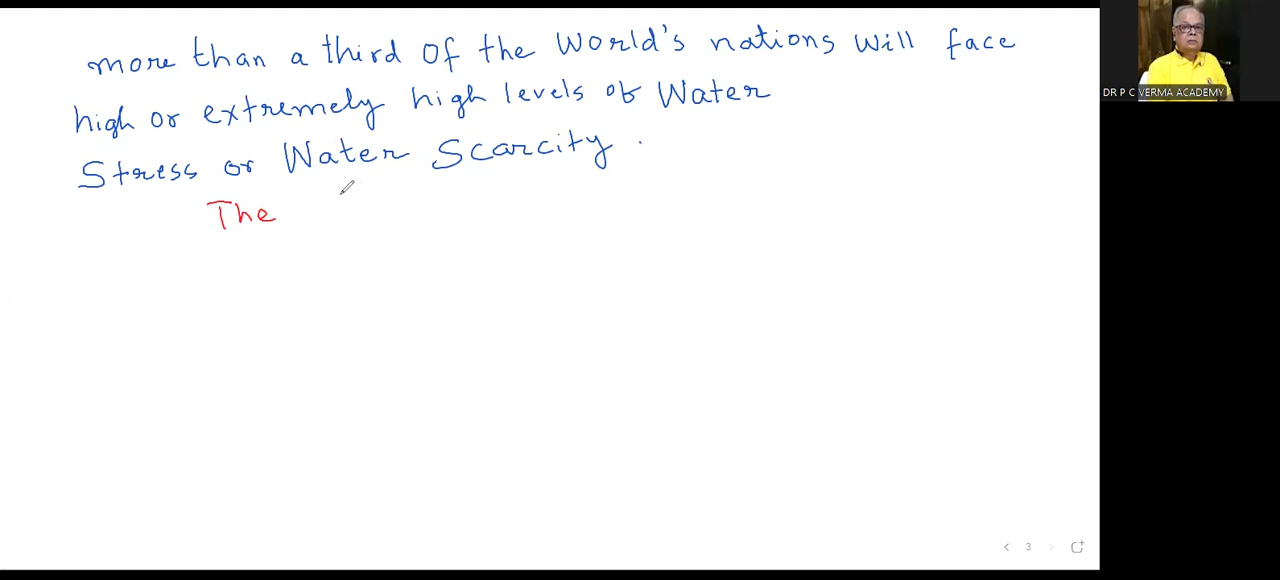 more than a third of the World's nations will face
high or extremely high levels of Water
Stress or Water Scarcity.
The
DR P C VERMA ACADEMY
3